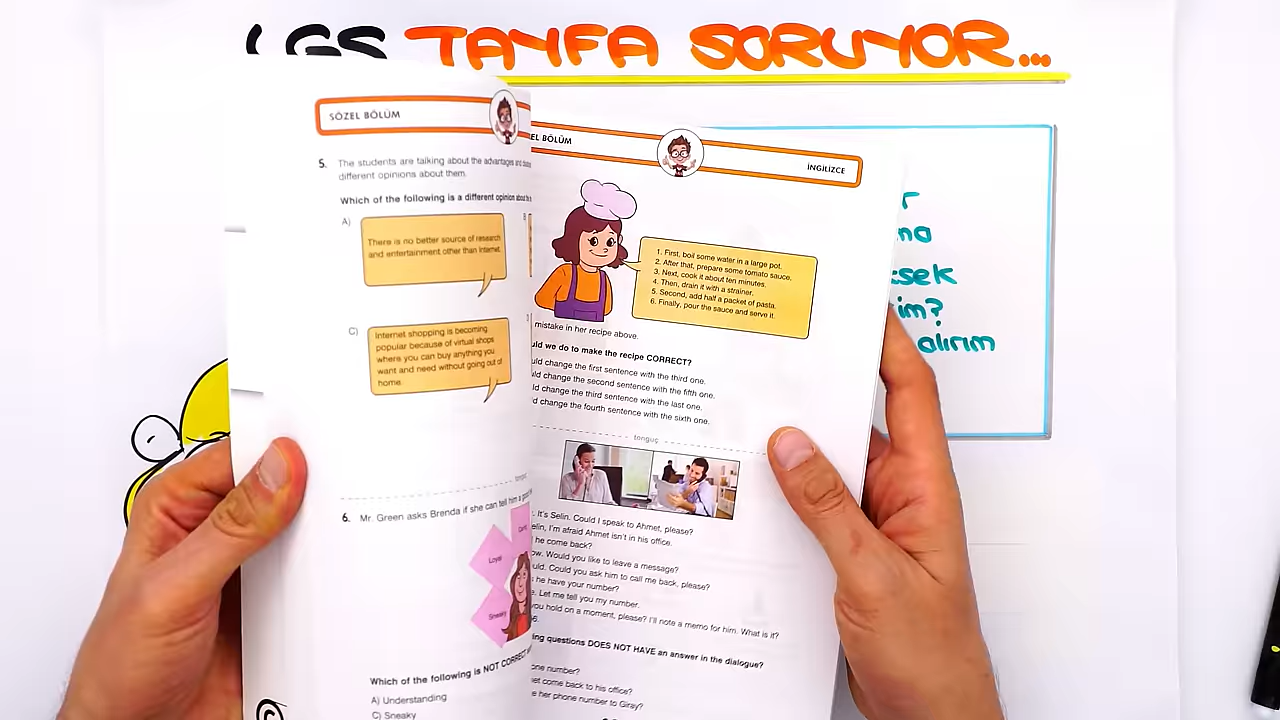 LGS TAYFA SORUYOR...
SÖZEL BÖLÜM
5. The students are talking about the advantages and
different opinions about them.
Which of the following is a different opinion about
A)
There is no better source of research
and entertainment other than Internet.
C)
Internet shopping is becoming
popular because of virtual shops
where you can buy anything you
want and need without going out of
home.
tonguç
6. Mr. Green asks Brenda if she can tell him a
Loyal
Sneaky
Which of the following is NOT CORRECT
A) Understanding
C) Sneaky
EL BÖLÜM
İNGİLİZCE
1. First, boil some water in a large pot.
2. After that, prepare some tomato sauce.
3. Next, cook it about ten minutes.
4. Then, drain it with a strainer.
5. Second, add half a packet of pasta.
6. Finally, pour the sauce and serve it.
mistake in her recipe above.
uld we do to make the recipe CORRECT?
uld change the first sentence with the third one.
uld change the second sentence with the fifth one.
ld change the third sentence with the last one.
d change the fourth sentence with the sixth one.
tonguç
. It's Selin. Could I speak to Ahmet, please?
elin, I'm afraid Ahmet isn't in his office.
he come back?
ow. Would you like to leave a message?
uld. Could you ask him to call me back, please?
he have your number?
e. Let me tell you my number.
you hold on a moment, please? I'll note a memo for him. What is it?
6.
ing questions DOES NOT HAVE an answer in the dialogue?
one number?
et come back to his office?
e her phone number to Giray?
ksek
im?
alırım